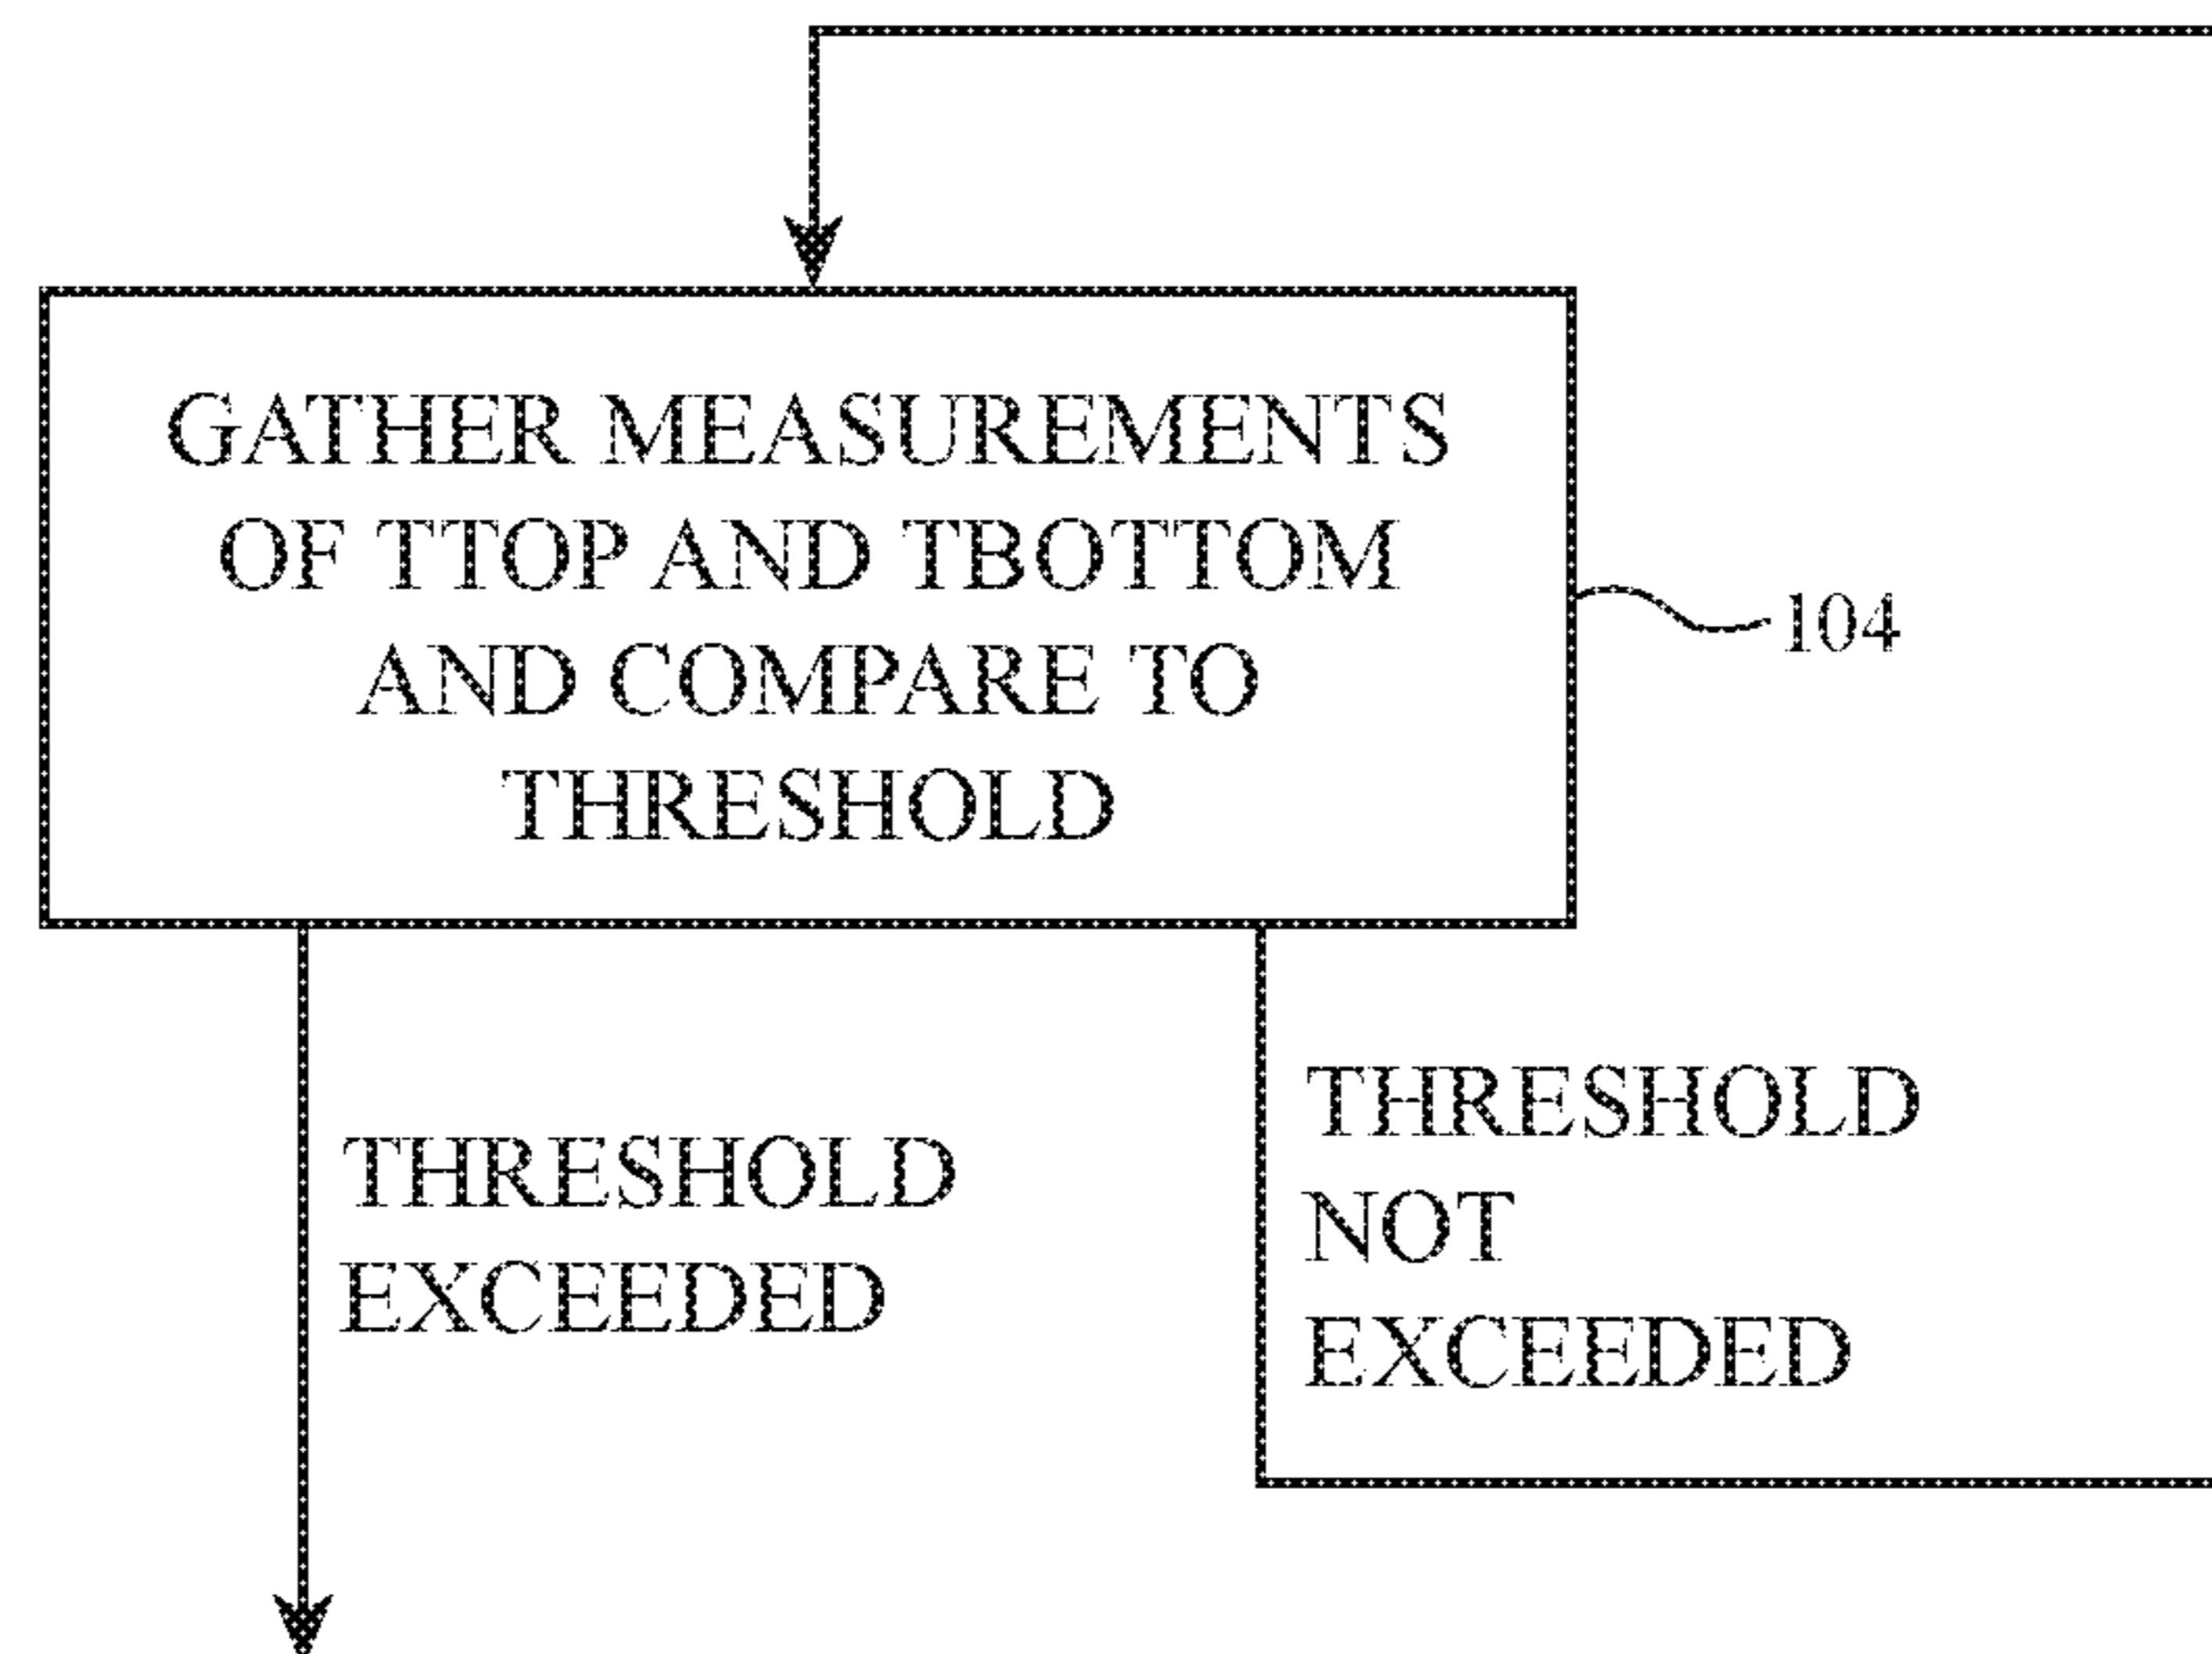 GATHER MEASUREMENTS
OF TTOP AND TBOTTOM
AND COMPARE TO
THRESHOLD
104
THRESHOLD
EXCEEDED
THRESHOLD
NOT
EXCEEDED